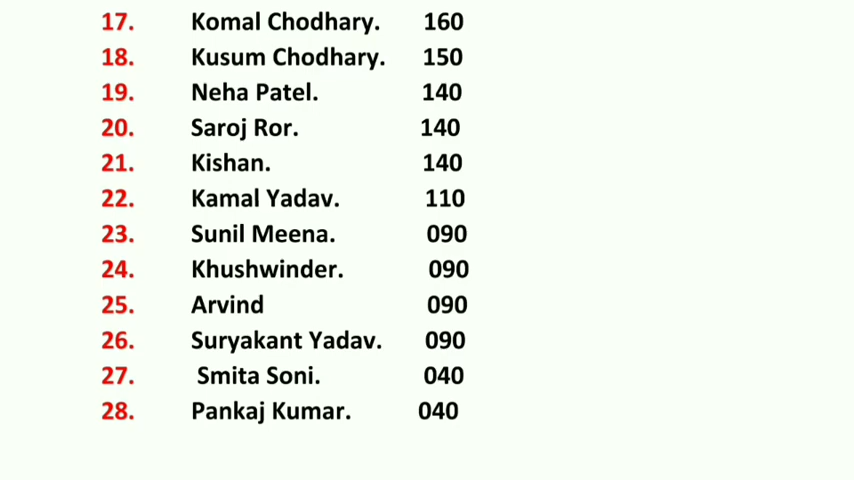 17. Komal Chodhary. 160
18. Kusum Chodhary. 150
19. Neha Patel. 140
20. Saroj Ror. 140
21. Kishan. 140
22. Kamal Yadav. 110
23. Sunil Meena. 090
24. Khushwinder. 090
25. Arvind 090
26. Suryakant Yadav. 090
27. Smita Soni. 040
28. Pankaj Kumar. 040